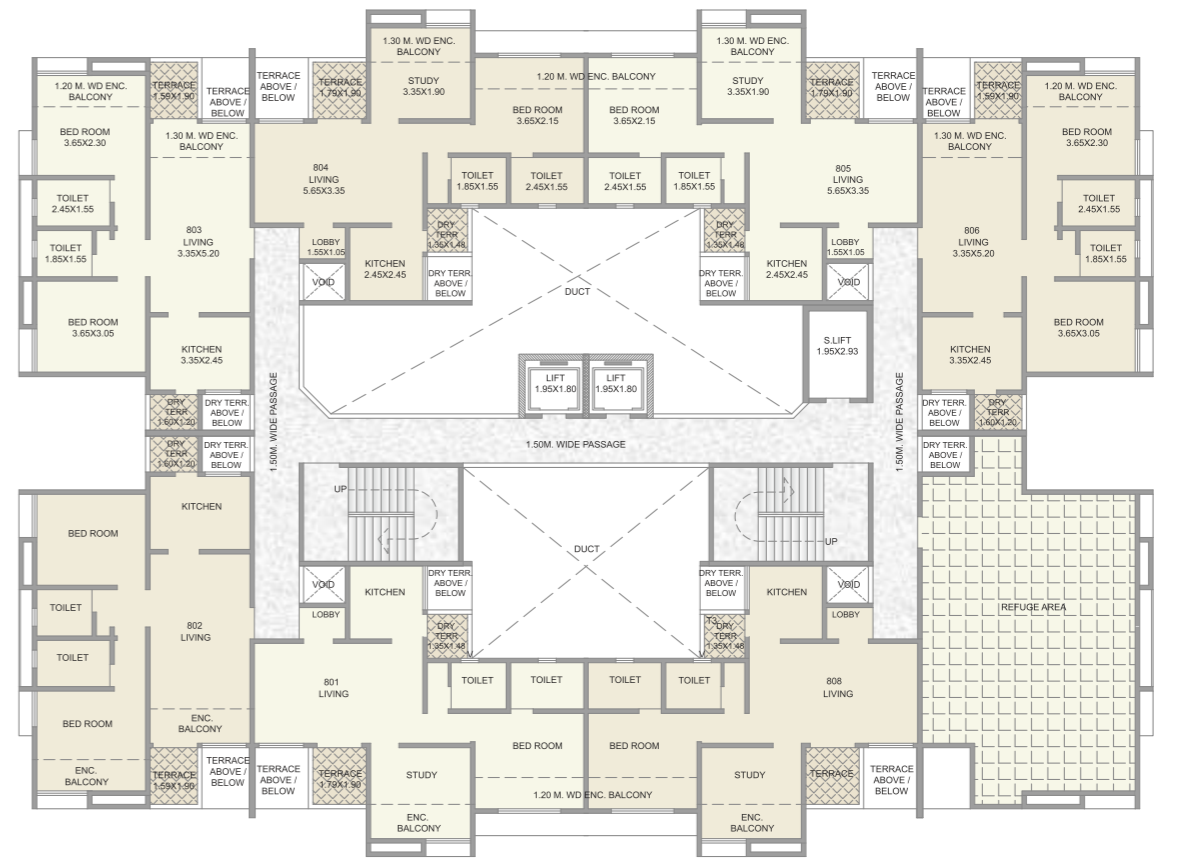 1.30 M. WD ENC.
BALCONY
STUDY
3.35X1.90
1.30 M. WD ENC.
BALCONY
STUDY
3.35X1.90
1.20 M. WD ENC.
BALCONY
BED ROOM
3.65X2.30
TERRACE
1.59X1.90
TERRACE
ABOVE /
BELOW
TERRACE
ABOVE /
BELOW
TERRACE
1.79X1.90
1.20 M. WD ENC. BALCONY
BED ROOM
3.65X2.15
BED ROOM
3.65X2.15
TERRACE
1.79X1.90
TERRACE
ABOVE /
BELOW
TERRACE
ABOVE /
BELOW
TERRACE
1.59X1.90
1.20 M. WD ENC.
BALCONY
BED ROOM
3.65X2.30
1.30 M. WD ENC.
BALCONY
1.30 M. WD ENC.
BALCONY
TOILET
2.45X1.55
TOILET
1.85X1.55
803
LIVING
3.35X5.20
804
LIVING
5.65X3.35
TOILET
1.85X1.55
TOILET
2.45X1.55
TOILET
2.45X1.55
TOILET
1.85X1.55
805
LIVING
5.65X3.35
806
LIVING
3.35X5.20
TOILET
2.45X1.55
TOILET
1.85X1.55
LOBBY
1.55X1.05
VOID
KITCHEN
2.45X2.45
DRY
TERR
1.35X1.48
DRY TERR.
ABOVE /
BELOW
DUCT
DRY
TERR
1.35X1.48
DRY TERR.
ABOVE /
BELOW
KITCHEN
2.45X2.45
LOBBY
1.55X1.05
VOID
BED ROOM
3.65X3.05
KITCHEN
3.35X2.45
S.LIFT
1.95X2.93
KITCHEN
3.35X2.45
BED ROOM
3.65X3.05
LIFT
1.95X1.80
LIFT
1.95X1.80
DRY
TERR
1.60X1.20
DRY TERR.
ABOVE /
BELOW
1.50M. WIDE PASSAGE
1.50M. WIDE PASSAGE
1.50M. WIDE PASSAGE
DRY TERR.
ABOVE /
BELOW
DRY
TERR
1.60X1.20
DRY
TERR
1.60X1.20
DRY TERR.
ABOVE /
BELOW
DRY TERR.
ABOVE /
BELOW
UP
DUCT
UP
KITCHEN
BED ROOM
TOILET
TOILET
802
LIVING
VOID
LOBBY
KITCHEN
DRY TERR.
ABOVE /
BELOW
DRY
TERR
1.35X1.48
DRY TERR.
ABOVE /
BELOW
T3
DRY
TERR
1.35X1.48
KITCHEN
VOID
LOBBY
REFUGE AREA
801
LIVING
TOILET
TOILET
TOILET
TOILET
808
LIVING
BED ROOM
ENC.
BALCONY
BED ROOM
BED ROOM
ENC.
BALCONY
TERRACE
1.59X1.90
TERRACE
ABOVE /
BELOW
TERRACE
ABOVE /
BELOW
TERRACE
1.79X1.90
STUDY
1.20 M. WD ENC. BALCONY
STUDY
TERRACE
TERRACE
ABOVE /
BELOW
ENC.
BALCONY
ENC.
BALCONY